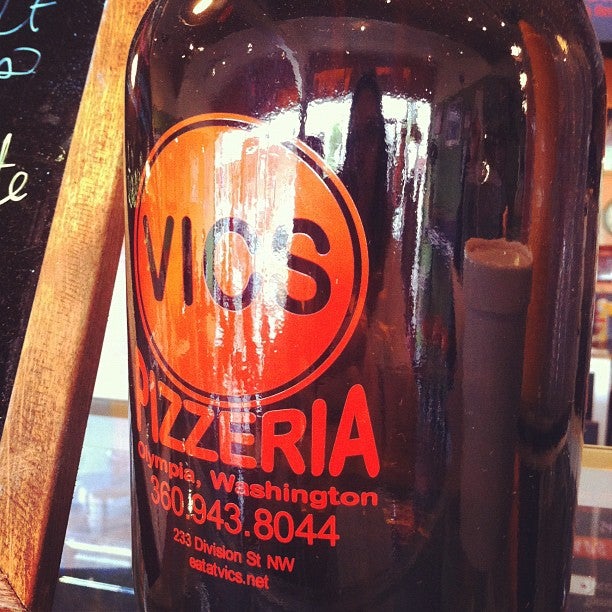 VICS
PIZZERIA
Olympia, Washington
360.943.8044
233 Division St NW
eatatvics.net